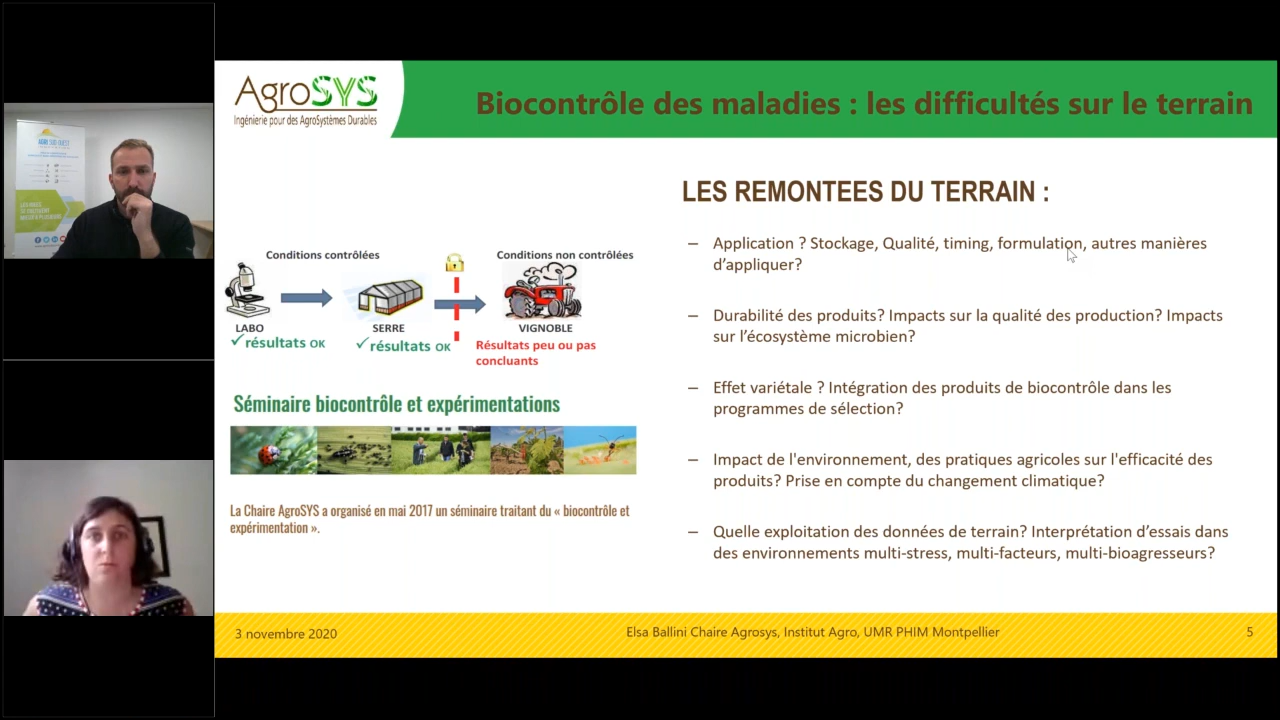 AGRI SUD-OUEST
AgroSYS
Ingénierie pour des AgroSystèmes Durables
Biocontrôle des maladies : les difficultés sur le terrain
Conditions contrôlées
Conditions non contrôlées
LABO
SERRE
VIGNOBLE
✓résultats OK
✓résultats OK
Résultats peu ou pas
concluants
Séminaire biocontrôle et expérimentations
La Chaire AgroSYS a organisé en mai 2017 un séminaire traitant du « biocontrôle et
expérimentation ».
LES REMONTEES DU TERRAIN :
– Application ? Stockage, Qualité, timing, formulation, autres manières
d’appliquer?
– Durabilité des produits? Impacts sur la qualité des production? Impacts
sur l’écosystème microbien?
– Effet variétale ? Intégration des produits de biocontrôle dans les
programmes de sélection?
– Impact de l'environnement, des pratiques agricoles sur l'efficacité des
produits? Prise en compte du changement climatique?
– Quelle exploitation des données de terrain? Interprétation d’essais dans
des environnements multi-stress, multi-facteurs, multi-bioagresseurs?
3 novembre 2020
Elsa Ballini Chaire Agrosys, Institut Agro, UMR PHIM Montpellier
5